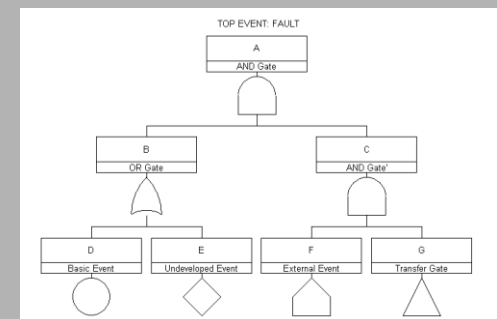 TOP EVENT: FAULT
A
AND Gate
B
OR Gate
C
AND Gate'
D
Basic Event
E
Undeveloped Event
F
External Event
G
Transfer Gate